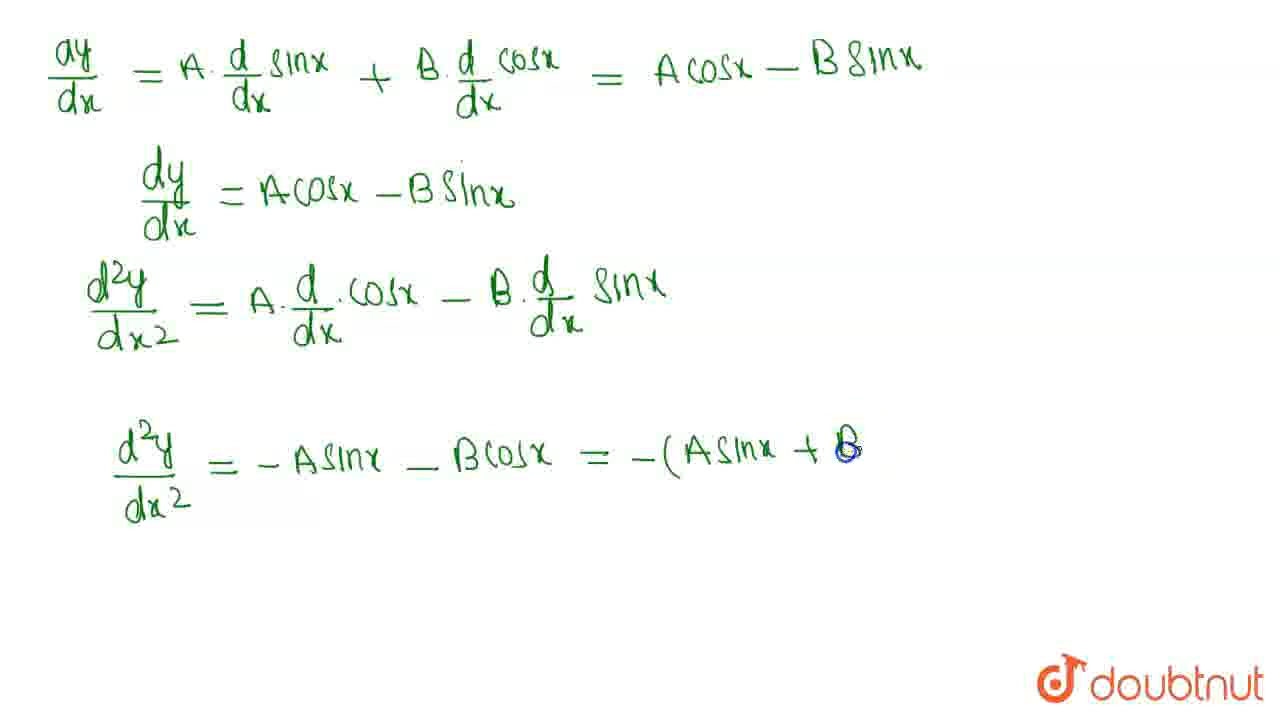 dy/dx = A. d/dx sinx + B. d/dx cosx = A cosx - B sinx
dy/dx = A cosx - B sinx
d²y/dx² = A. d/dx . cosx - B. d/dx sinx
d²y/dx² = - A sinx - B cosx = - (A sinx + B
doubtnut